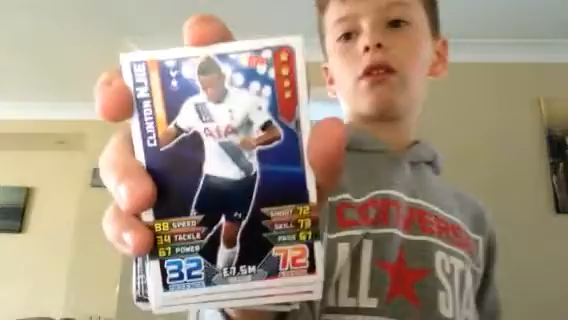 CLINTON NJIE
AIA
88 SPEED
34 TACKLE
67 POWER
SHOOT 72
SKILL 73
PASS 67
32
£7.5M
72
CONVERSE
ALL STA